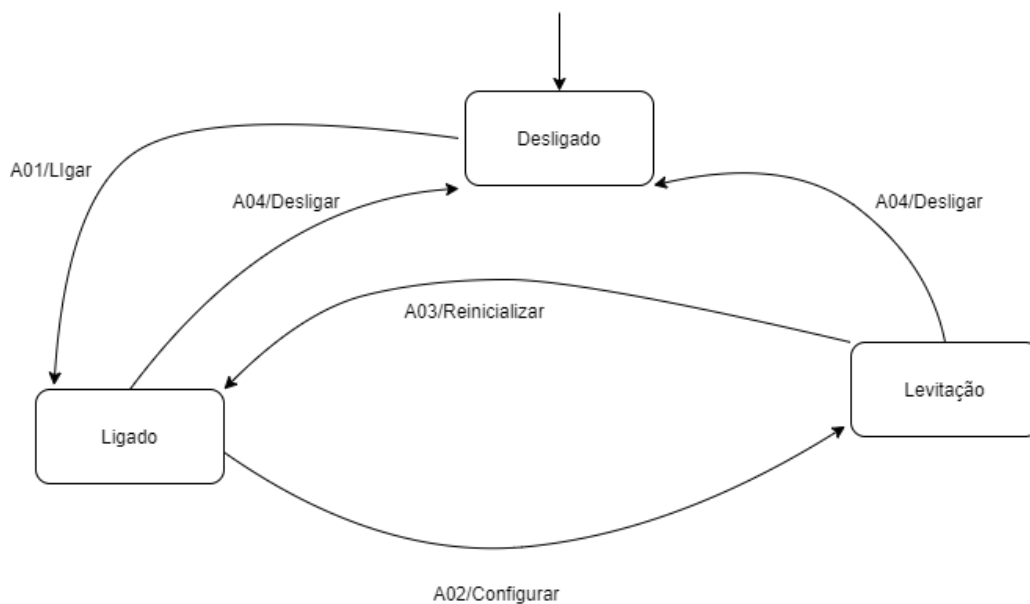 Desligado
A01/LIgar
A04/Desligar
A04/Desligar
A03/Reinicializar
Levitação
Ligado
A02/Configurar